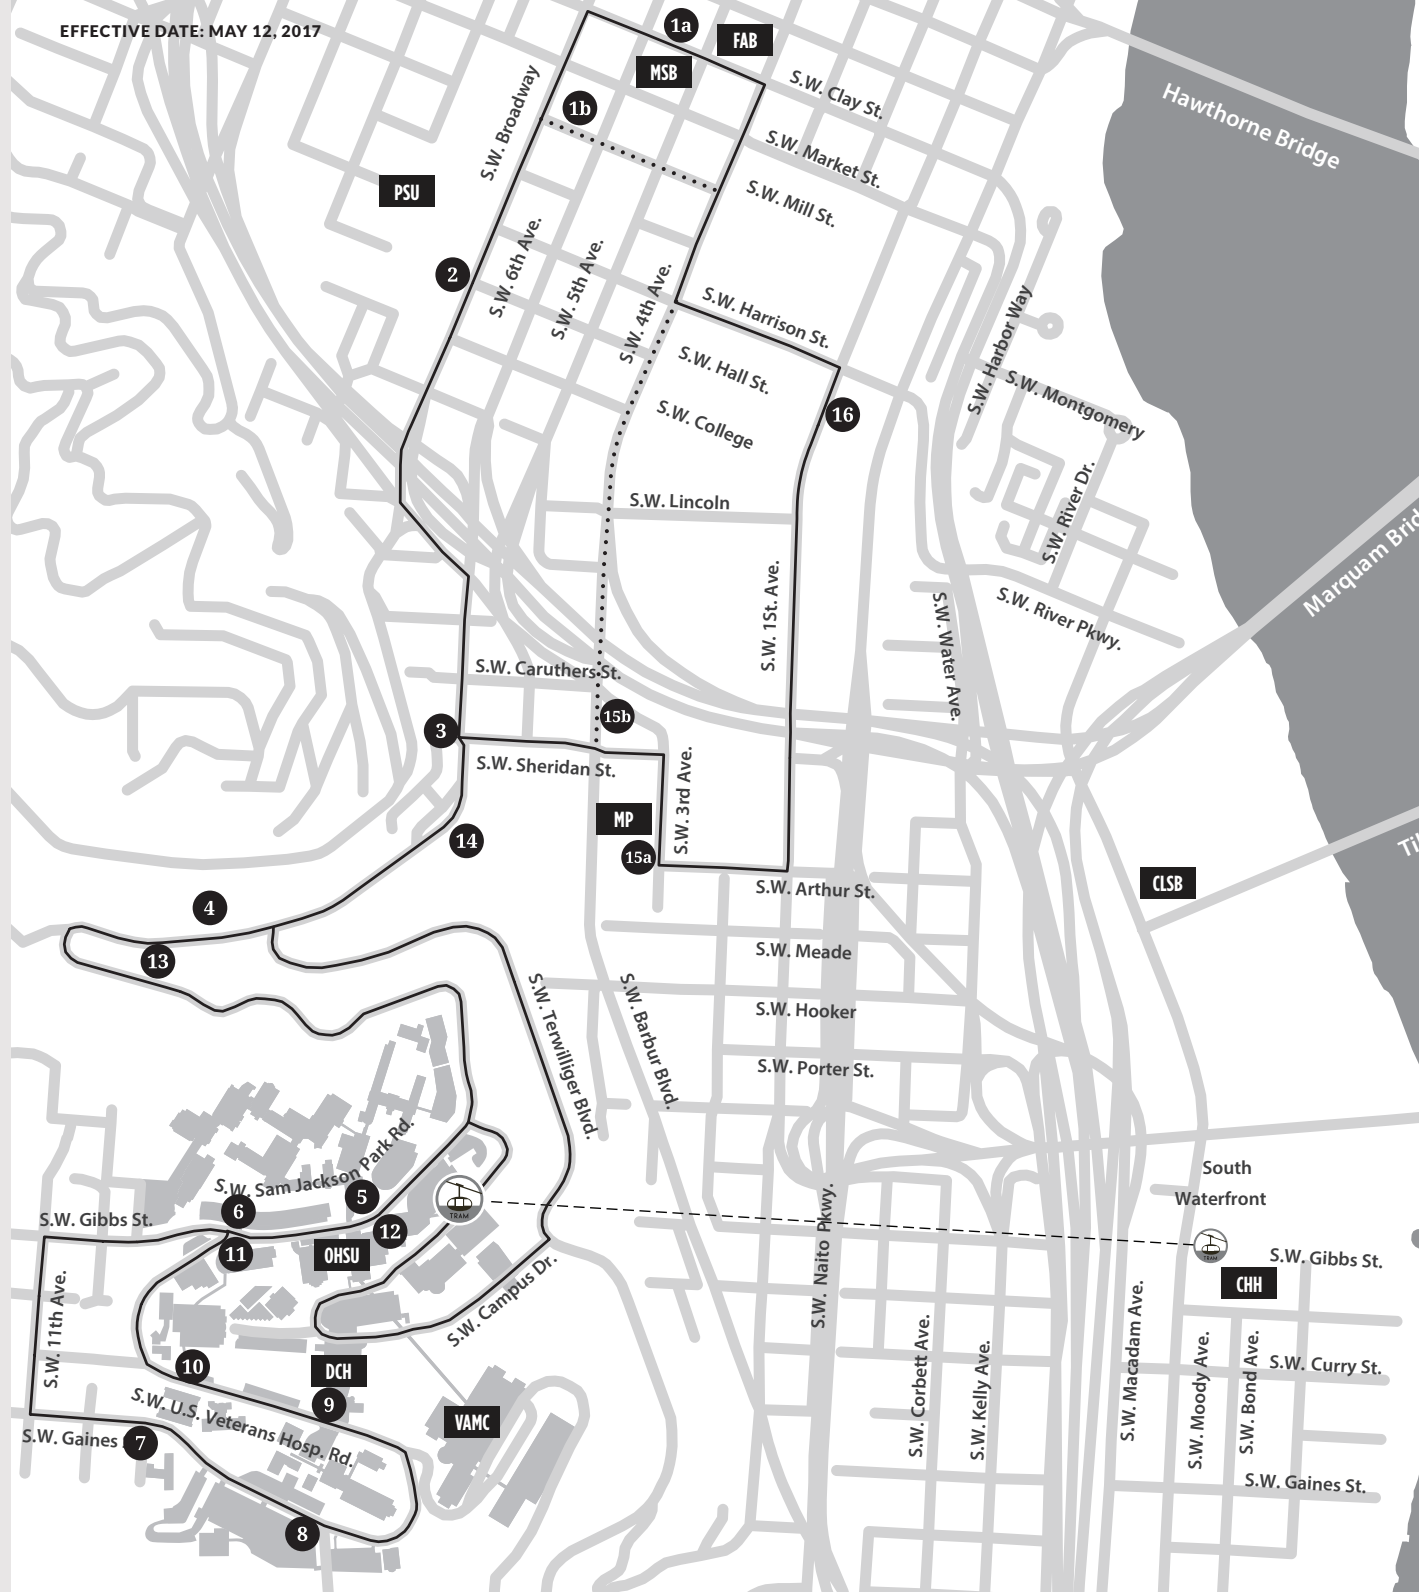 EFFECTIVE DATE: MAY 12, 2017
1a
FAB
MSB
S.W. Clay St.
Hawthorne Bridge
S.W. Broadway
1b
S.W. Market St.
PSU
S.W. Mill St.
2
S.W. 6th Ave.
S.W. 5th Ave.
S.W. 4th Ave.
S.W. Harrison St.
S.W. Harbor Way
S.W. Hall St.
S.W. Montgomery
S.W. College
16
S.W. River Dr.
S.W. Lincoln
Marquam Brid
S.W. 1St. Ave.
S.W. Water Ave.
S.W. River Pkwy.
S.W. Caruthers St.
3
15b
S.W. Sheridan St.
S.W. 3rd Ave.
MP
14
15a
Til
CLSB
S.W. Arthur St.
4
S.W. Meade
13
S.W. Terwilliger Blvd.
S.W. Barbur Blvd.
S.W. Hooker
S.W. Porter St.
S.W. Sam Jackson Park Rd.
South
Waterfront
5
TRAM
6
S.W. Gibbs St.
12
11
OHSU
S.W. Naito Pkwy.
TRAM
S.W. Gibbs St.
CHH
S.W. Campus Dr.
S.W. 11th Ave.
S.W. Corbett Ave.
S.W. Kelly Ave.
S.W. Macadam Ave.
S.W. Moody Ave.
S.W. Bond Ave.
S.W. Curry St.
10
DCH
9
S.W. U.S. Veterans Hosp. Rd.
VAMC
S.W. Gaines
7
S.W. Gaines St.
8